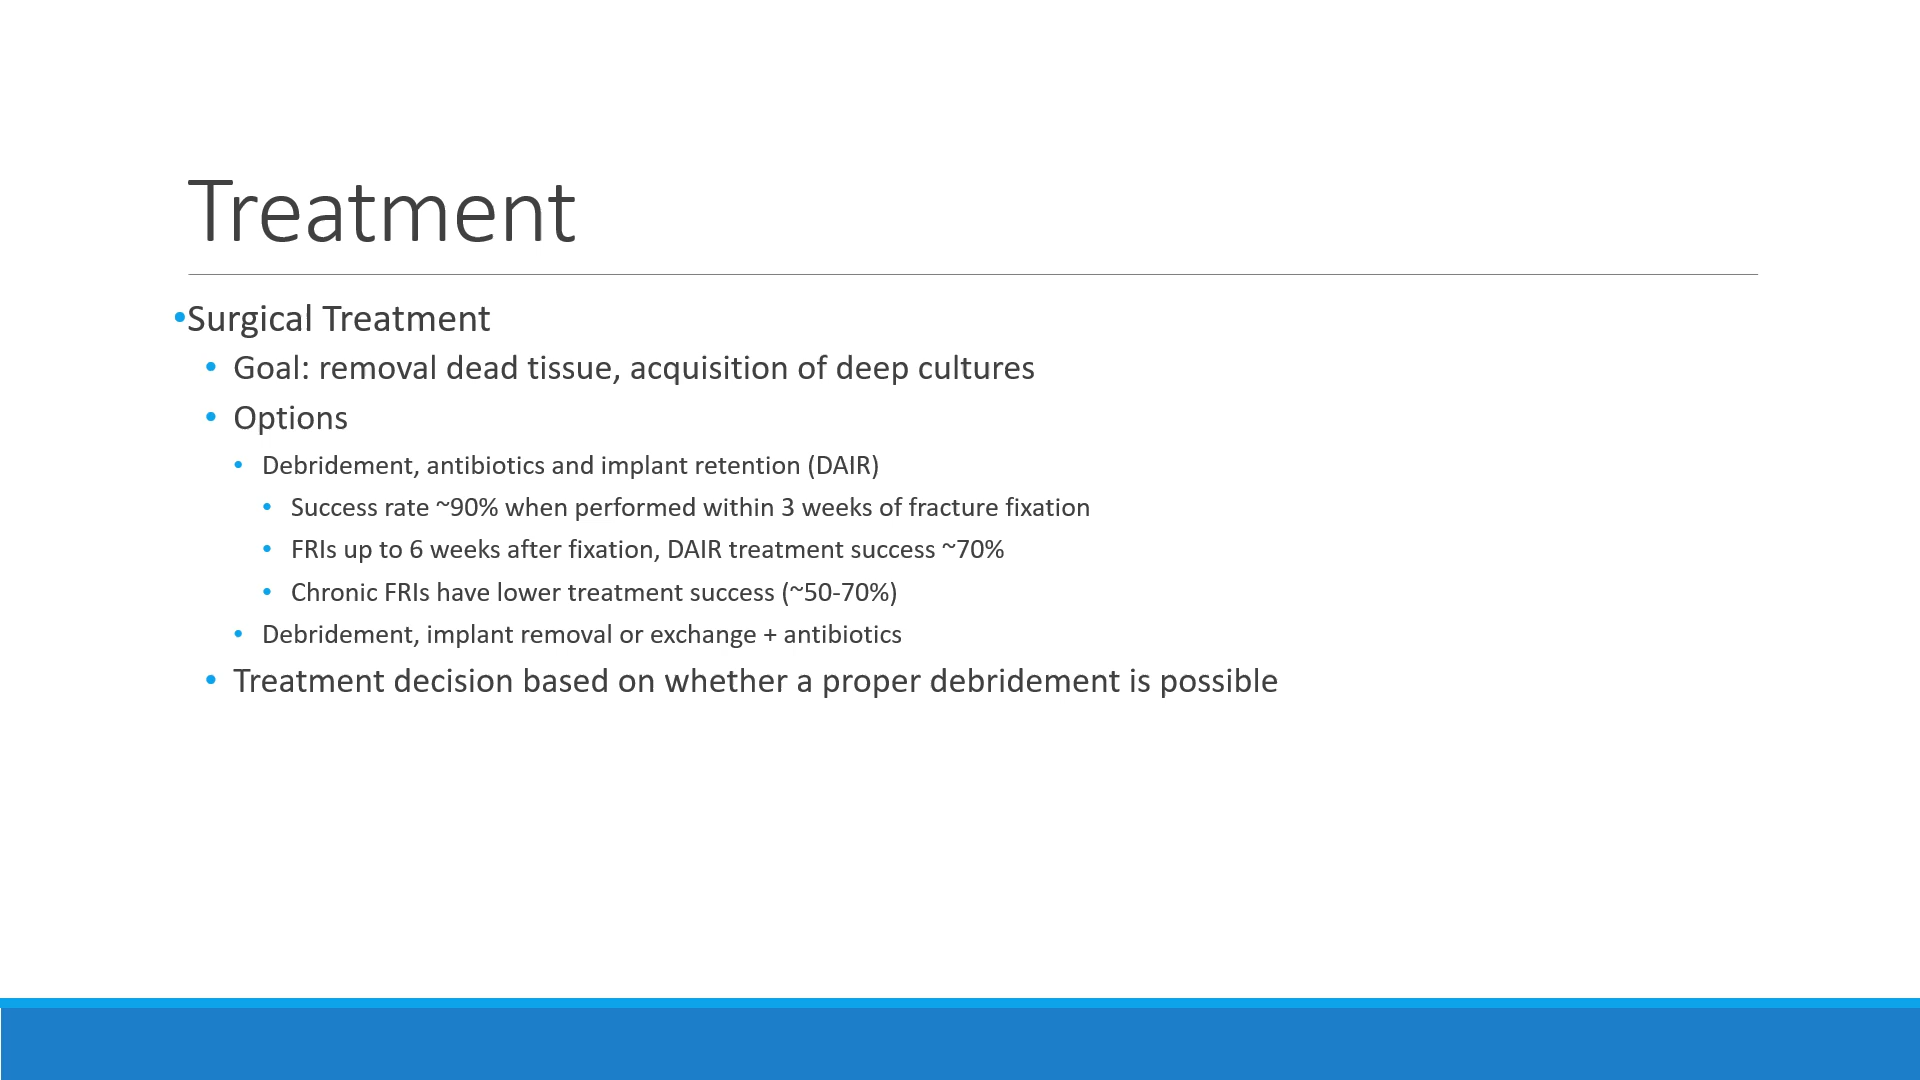 Treatment
•Surgical Treatment
• Goal: removal dead tissue, acquisition of deep cultures
• Options
• Debridement, antibiotics and implant retention (DAIR)
• Success rate ~90% when performed within 3 weeks of fracture fixation
• FRIs up to 6 weeks after fixation, DAIR treatment success ~70%
• Chronic FRIs have lower treatment success (~50-70%)
• Debridement, implant removal or exchange + antibiotics
• Treatment decision based on whether a proper debridement is possible